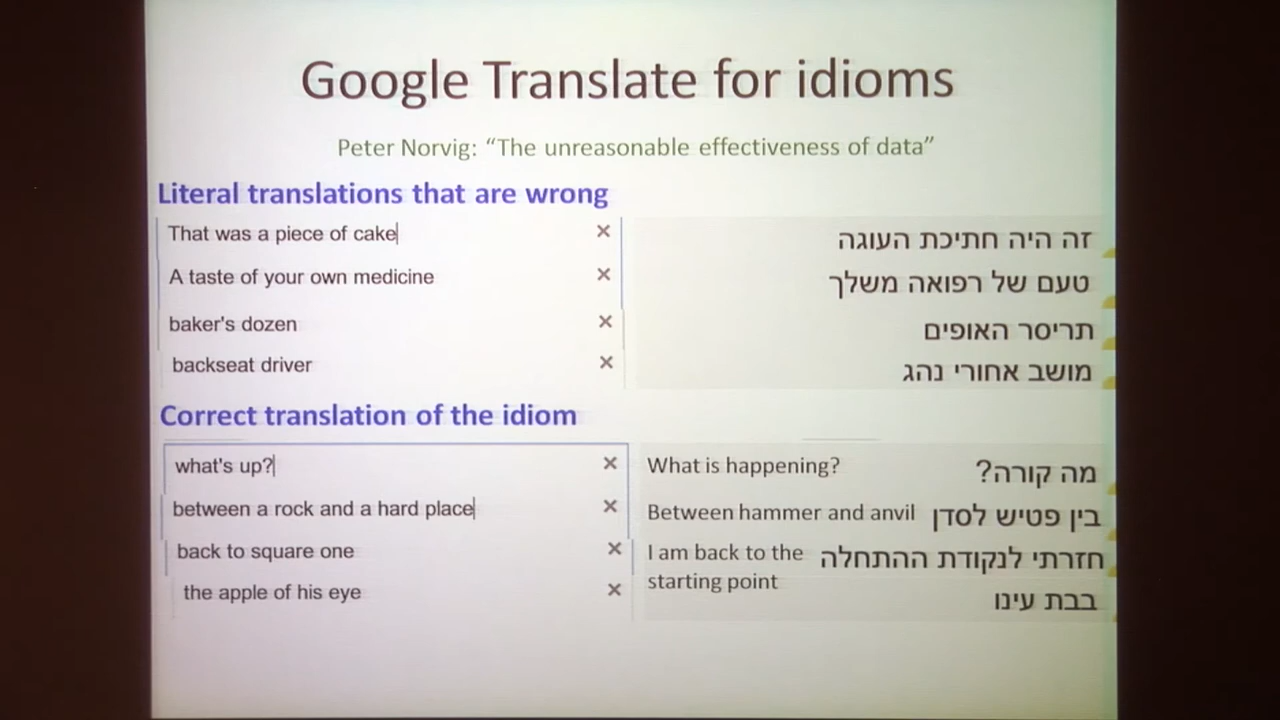 Google Translate for idioms
Peter Norvig: “The unreasonable effectiveness of data”
Literal translations that are wrong
That was a piece of cake × זה היה חתיכת העוגה
A taste of your own medicine × טעם של רפואה משלך
baker's dozen × תריסר האופים
backseat driver × מושב אחורי נהג
Correct translation of the idiom
what's up? × What is happening? מה קורה?
between a rock and a hard place × Between hammer and anvil בין פטיש לסדן
back to square one × I am back to the חזרתי לנקודת ההתחלה
starting point
the apple of his eye × בבת עינו